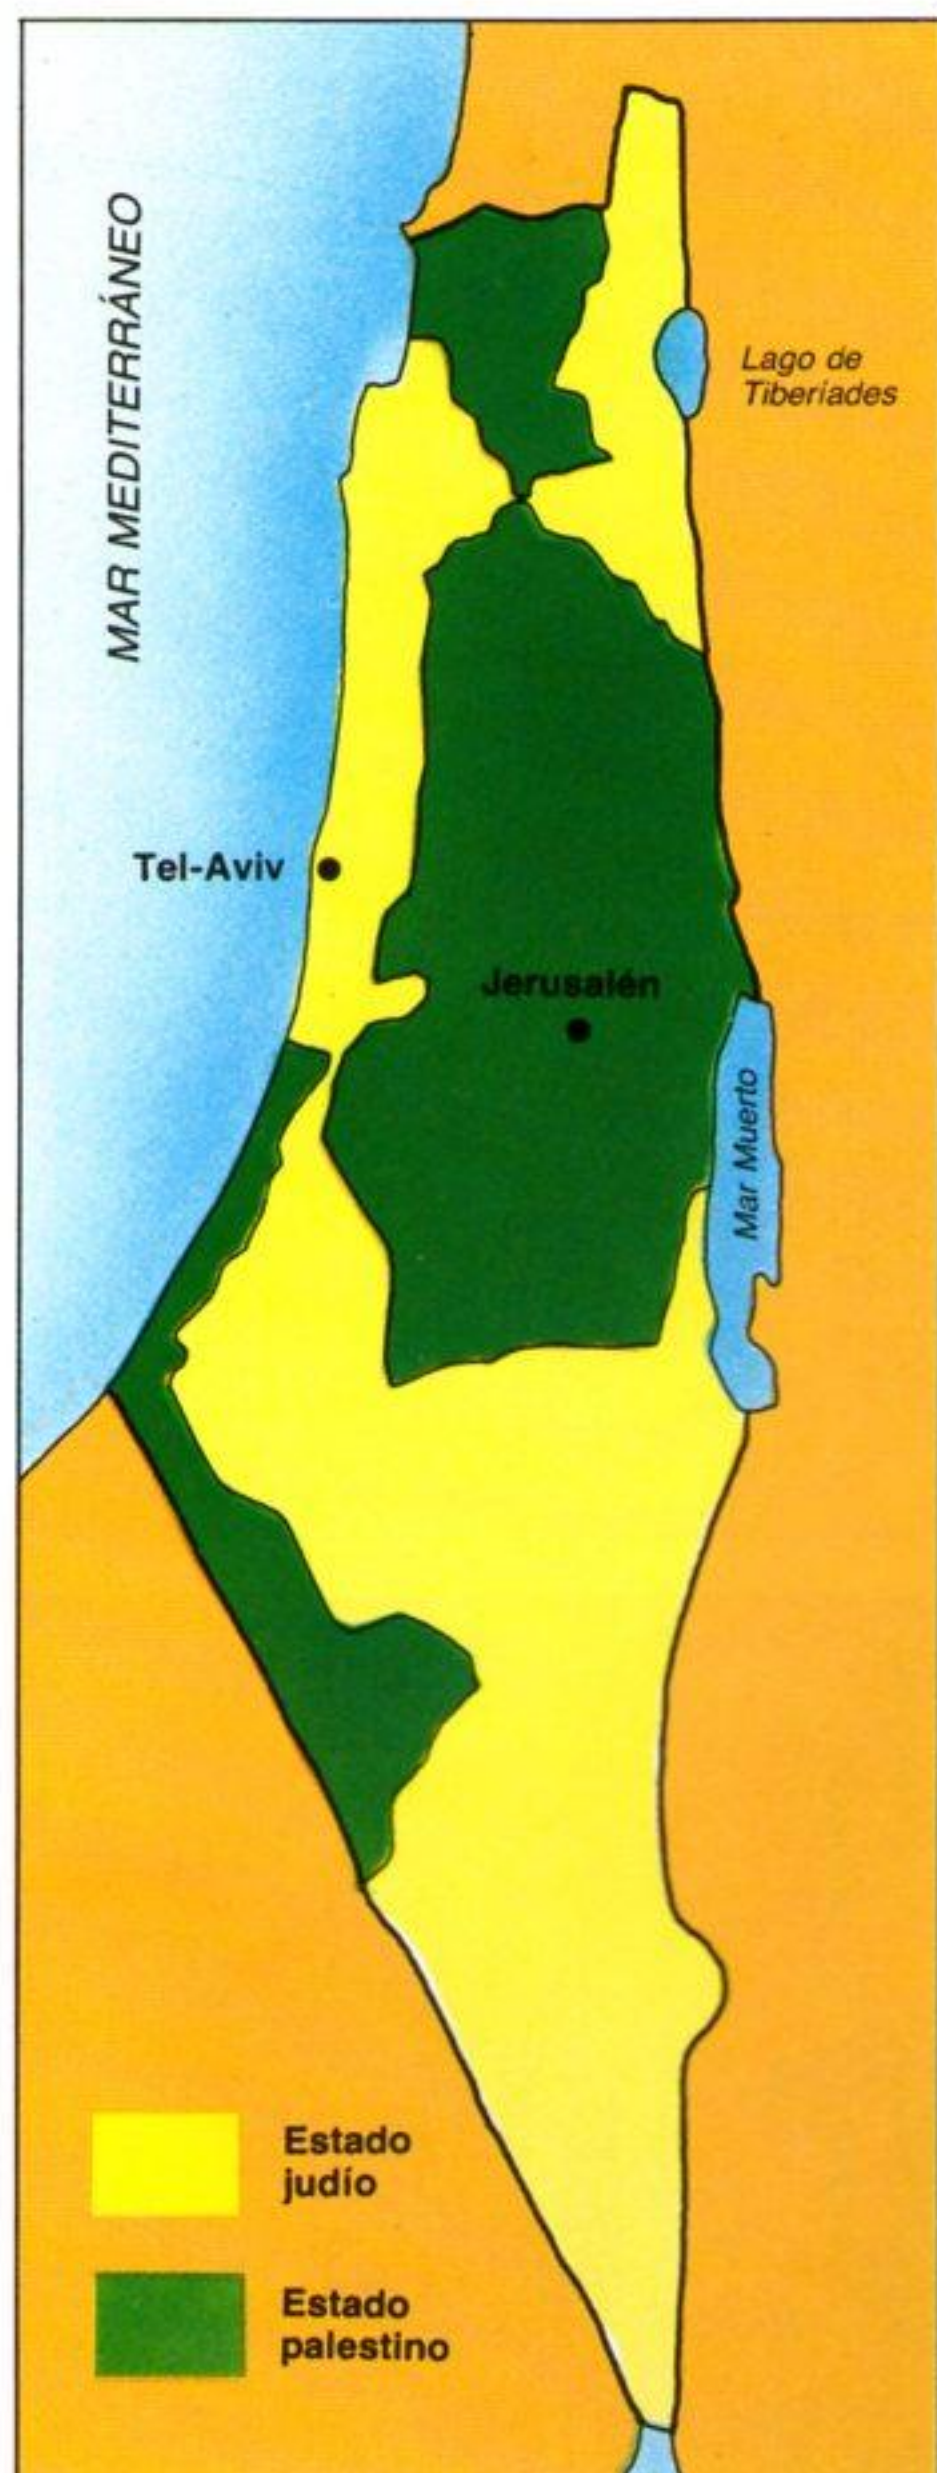 MAR MEDITERRÁNEO
Lago de
Tiberíades
Tel-Aviv
Jerusalén
Mar Muerto
Estado
judío
Estado
palestino